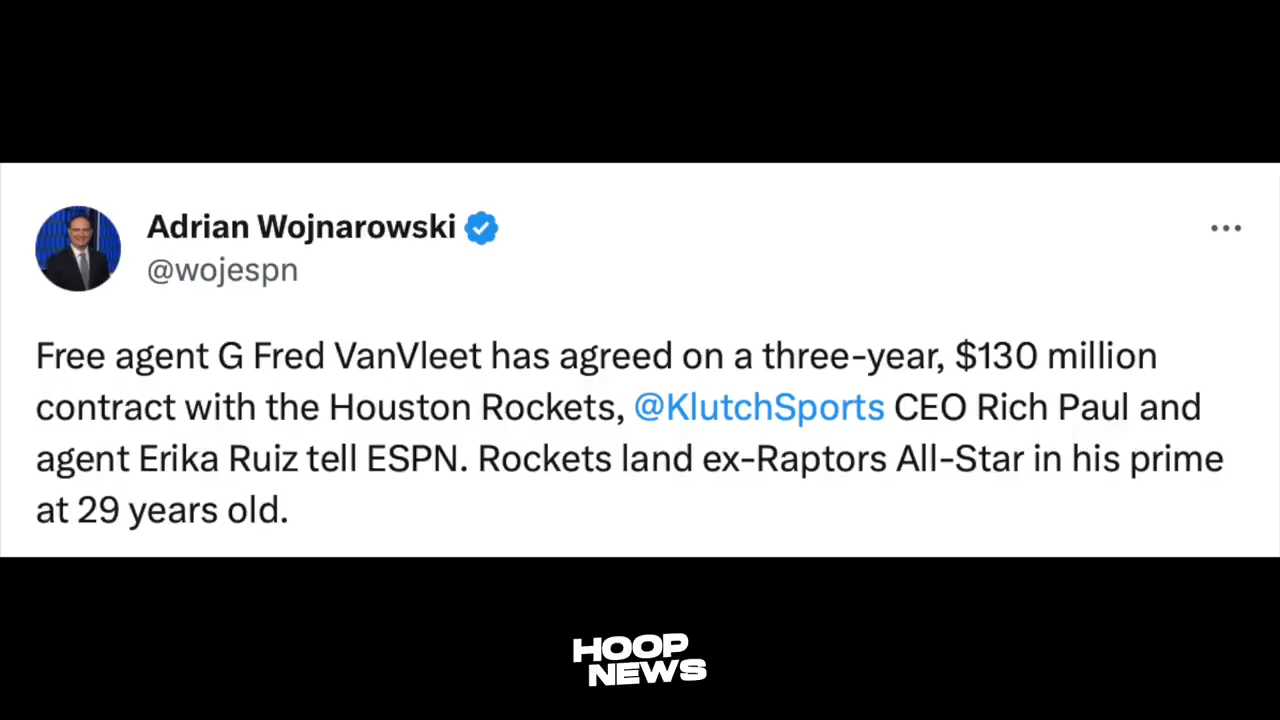 Adrian Wojnarowski
@wojespn
Free agent G Fred VanVleet has agreed on a three-year, $130 million
contract with the Houston Rockets, @KlutchSports CEO Rich Paul and
agent Erika Ruiz tell ESPN. Rockets land ex-Raptors All-Star in his prime
at 29 years old.
HOOP
NEWS